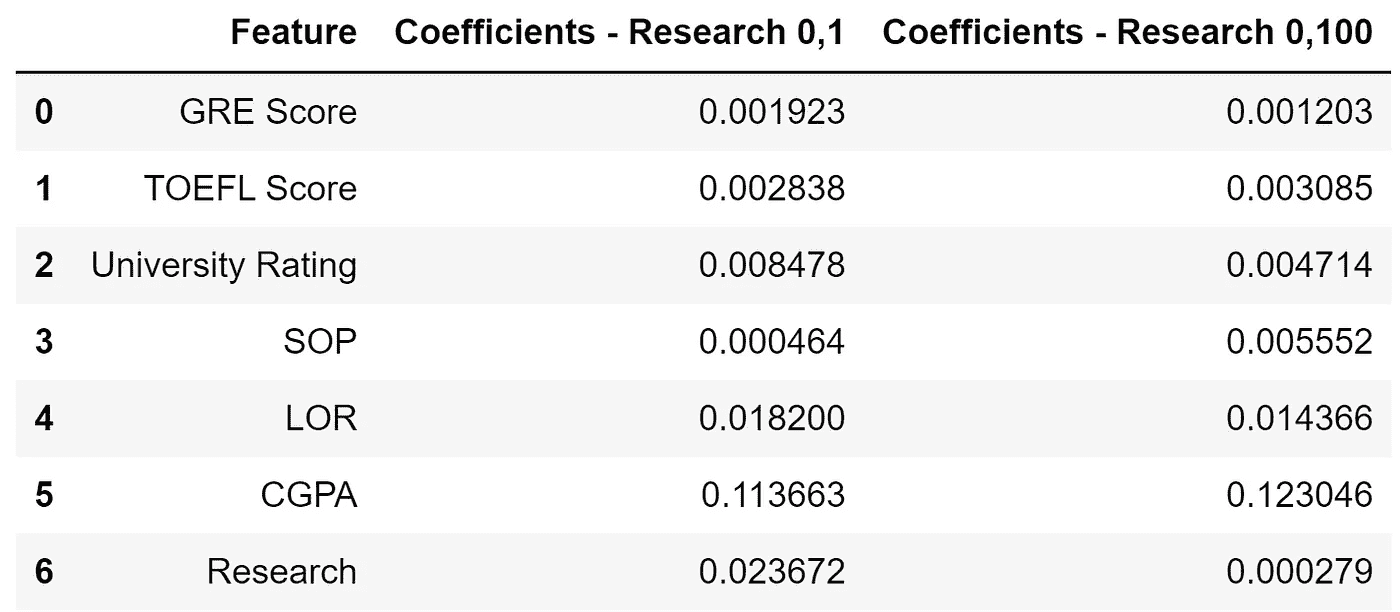 Feature Coefficients - Research 0,1 Coefficients - Research 0,100
0 GRE Score 0.001923 0.001203
1 TOEFL Score 0.002838 0.003085
2 University Rating 0.008478 0.004714
3 SOP 0.000464 0.005552
4 LOR 0.018200 0.014366
5 CGPA 0.113663 0.123046
6 Research 0.023672 0.000279